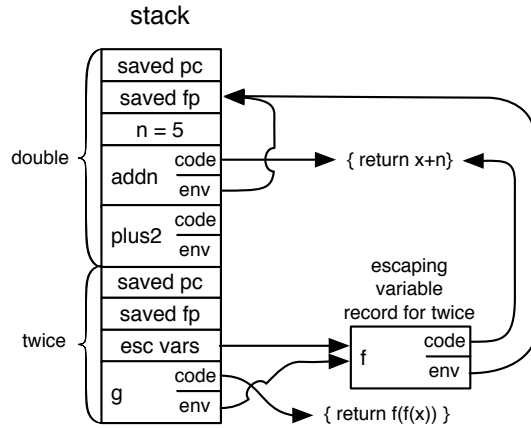 stack
saved pc
saved fp
n = 5
double
addn
code
env
{ return x+n}
plus2
code
env
saved pc
saved fp
twice
esc vars
g
code
env
escaping
variable
record for twice
f
code
env
{ return f(f(x)) }